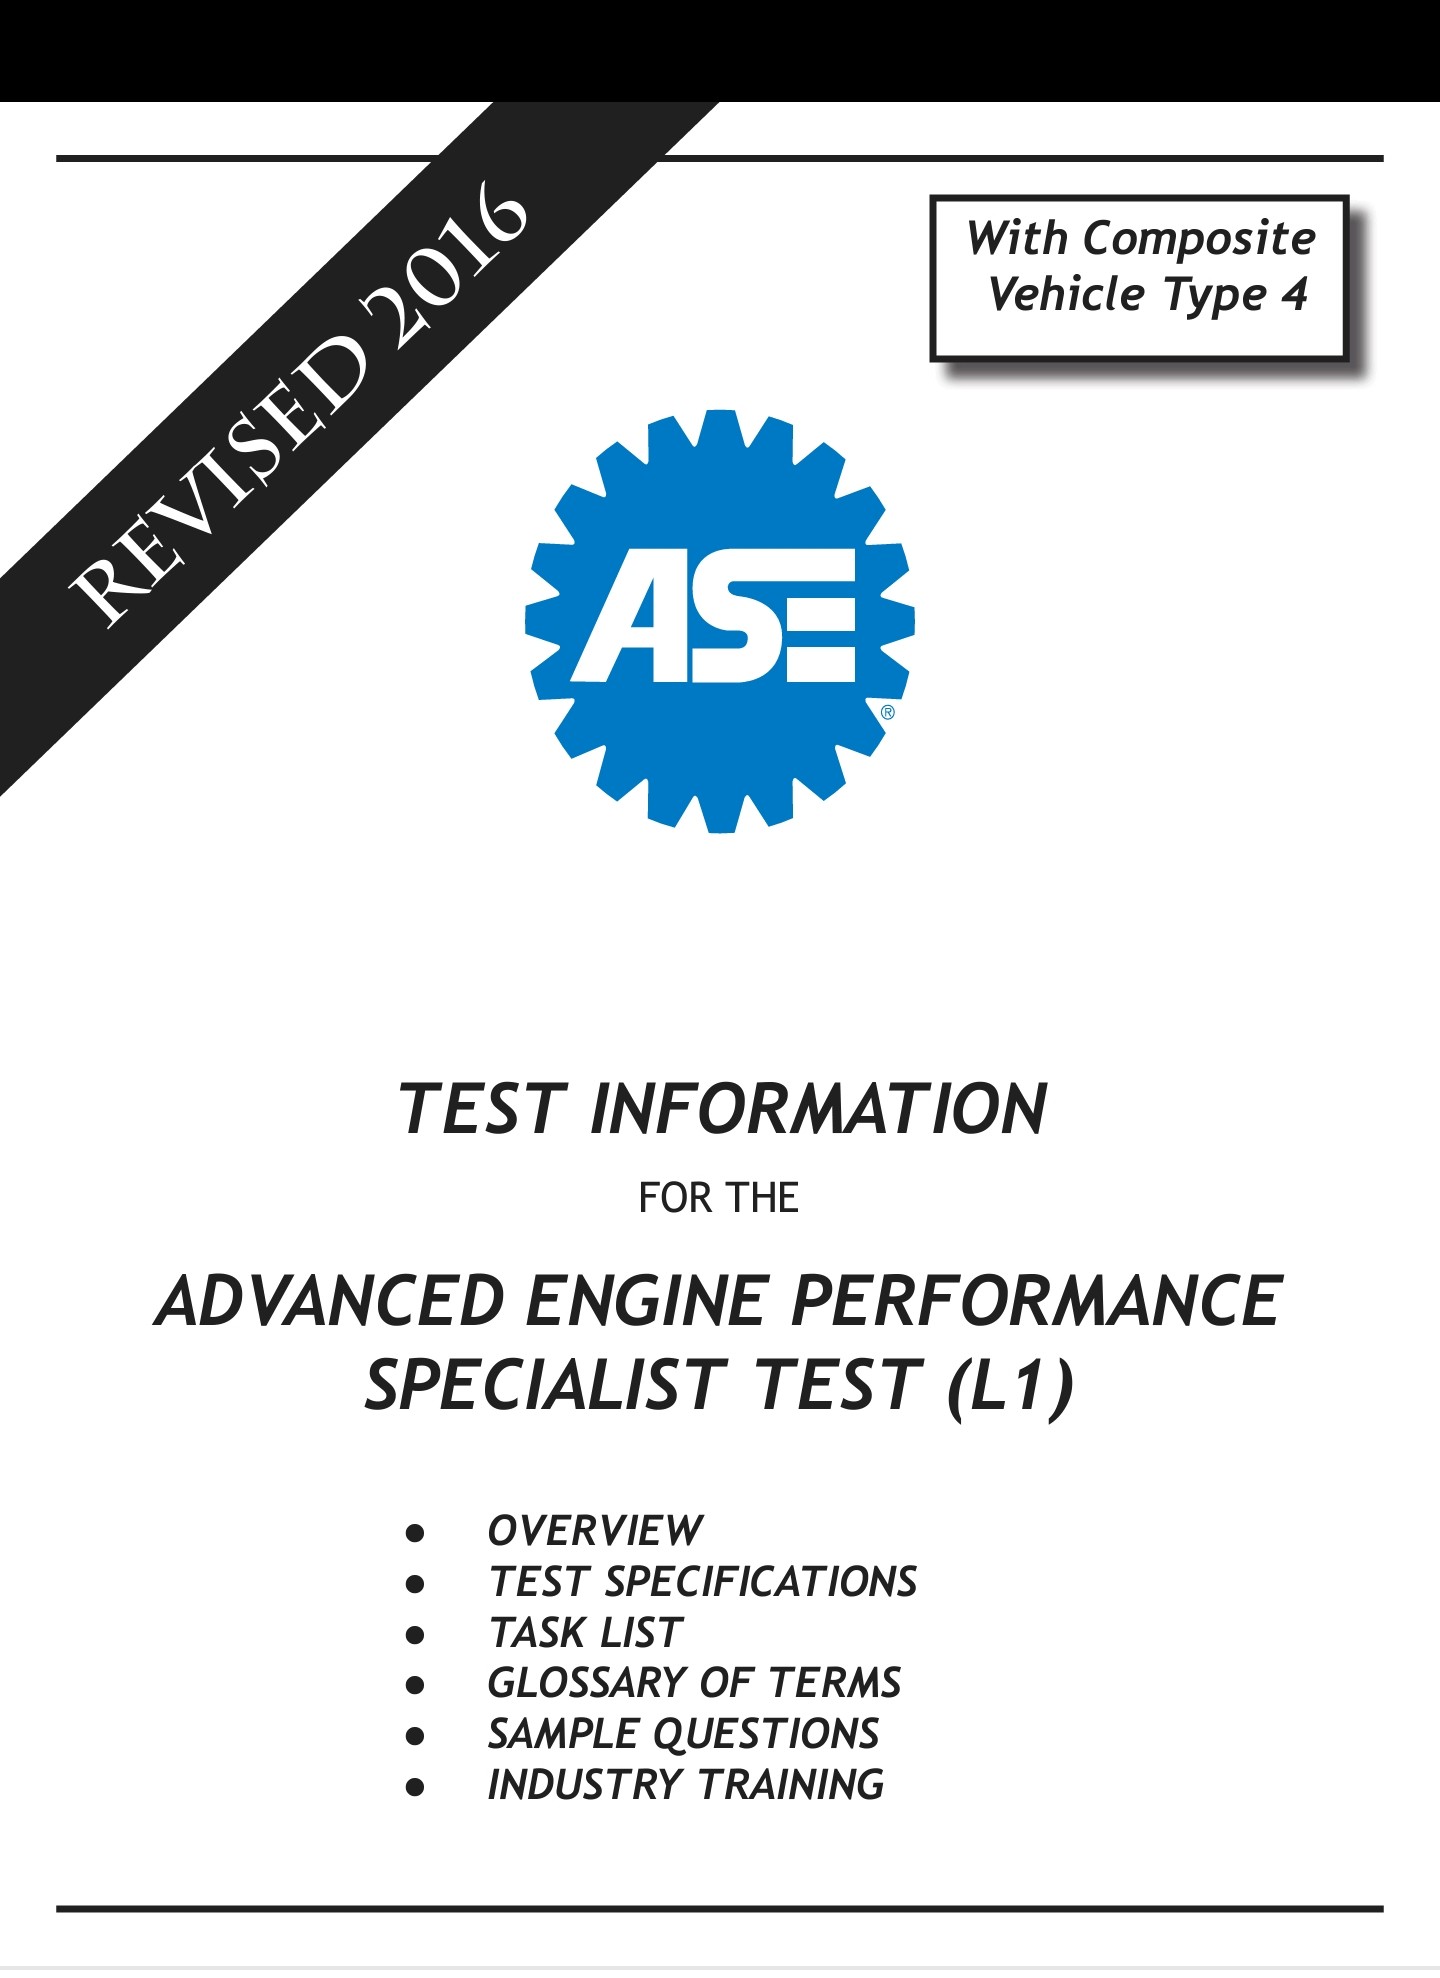 REVISED 2016
With Composite
Vehicle Type 4
ASE
®
TEST INFORMATION
FOR THE
ADVANCED ENGINE PERFORMANCE
SPECIALIST TEST (L1)
● OVERVIEW
● TEST SPECIFICATIONS
● TASK LIST
● GLOSSARY OF TERMS
● SAMPLE QUESTIONS
● INDUSTRY TRAINING